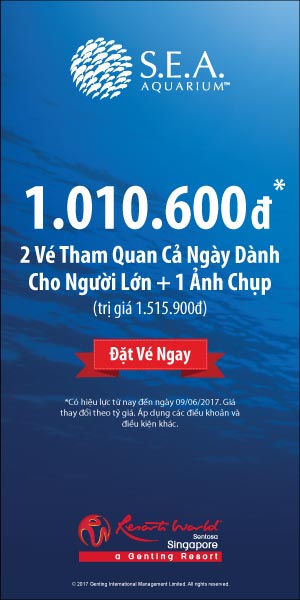 S.E.A.
AQUARIUM™
1.010.600đ*
2 Vé Tham Quan Cả Ngày Dành
Cho Người Lớn + 1 Ảnh Chụp
(trị giá 1.515.900đ)
Đặt Vé Ngay
*Có hiệu lực từ nay đến ngày 09/06/2017. Giá
thay đổi theo tỷ giá. Áp dụng các điều khoản và
điều kiện khác.
Resorts World
Sentosa
Singapore
a Genting Resort
© 2017 Genting International Management Limited. All rights reserved.